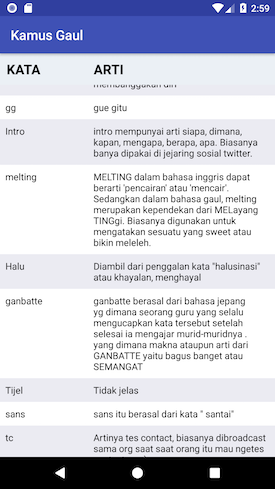 2:59
Kamus Gaul
KATA ARTI
membanggakan diri
gg gue gitu
Intro intro mempunyai arti siapa, dimana,
kapan, mengapa, berapa, apa. Biasanya
banya dipakai di jejaring sosial twitter.
melting MELTING dalam bahasa inggris dapat
berarti 'pencairan' atau 'mencair'.
Sedangkan dalam bahasa gaul, melting
merupakan kependekan dari MELayang
TINGgi. Biasanya digunakan untuk
mengatakan sesuatu yang sweet atau
bikin meleleh.
Halu Diambil dari penggalan kata "halusinasi"
atau khayalan, menghayal
ganbatte ganbatte berasal dari bahasa jepang
yg dimana seorang guru yang selalu
mengucapkan kata tersebut setelah
selesai ia mengajar murid-muridnya .
yang dimana makna ataupun arti dari
GANBATTE yaitu bagus banget atau
SEMANGAT
Tijel Tidak jelas
sans sans itu berasal dari kata " santai"
tc Artinya tes contact, biasanya dibroadcast
sama org saat saat orang itu mau ngetes